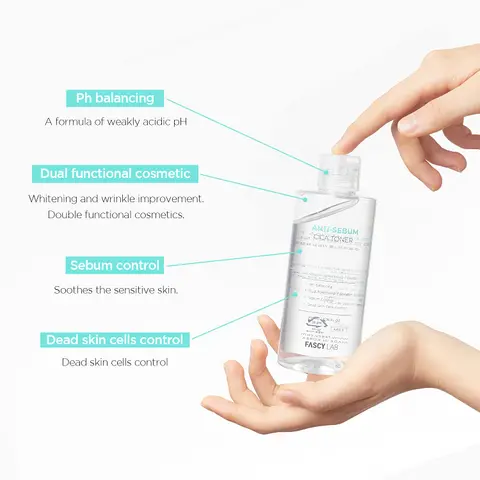 Ph balancing
A formula of weakly acidic pH
Dual functional cosmetic
Whitening and wrinkle improvement.
Double functional cosmetics.
Sebum control
Soothes the sensitive skin.
Dead skin cells control
Dead skin cells control
ANTI-SEBUM
CICA TONER
FASCY LAB